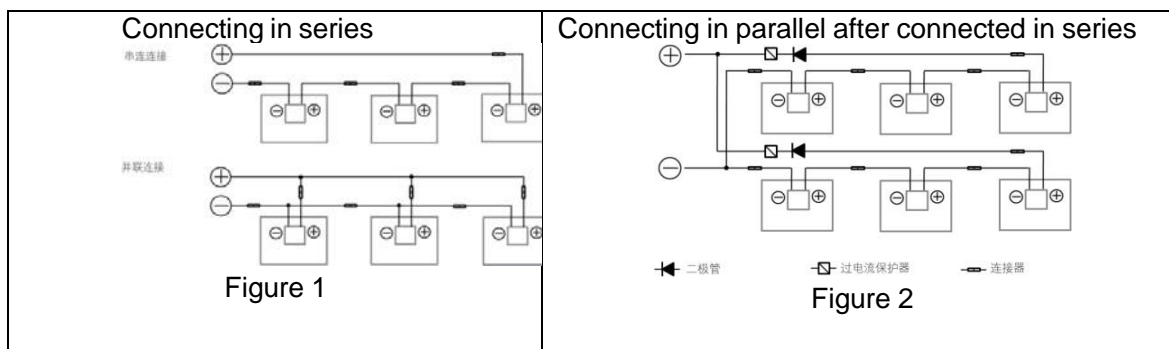 Connecting in series
串连连接
⊕
⊖
⊖ ⊕ ⊖ ⊕ ⊖ ⊕
并联连接
⊕
⊖
⊖ ⊕ ⊖ ⊕ ⊖ ⊕
Figure 1
Connecting in parallel after connected in series
⊕
⊖ ⊕ ⊖ ⊕ ⊖ ⊕
⊖
⊖ ⊕ ⊖ ⊕ ⊖ ⊕
二极管 过电流保护器 连接器
Figure 2